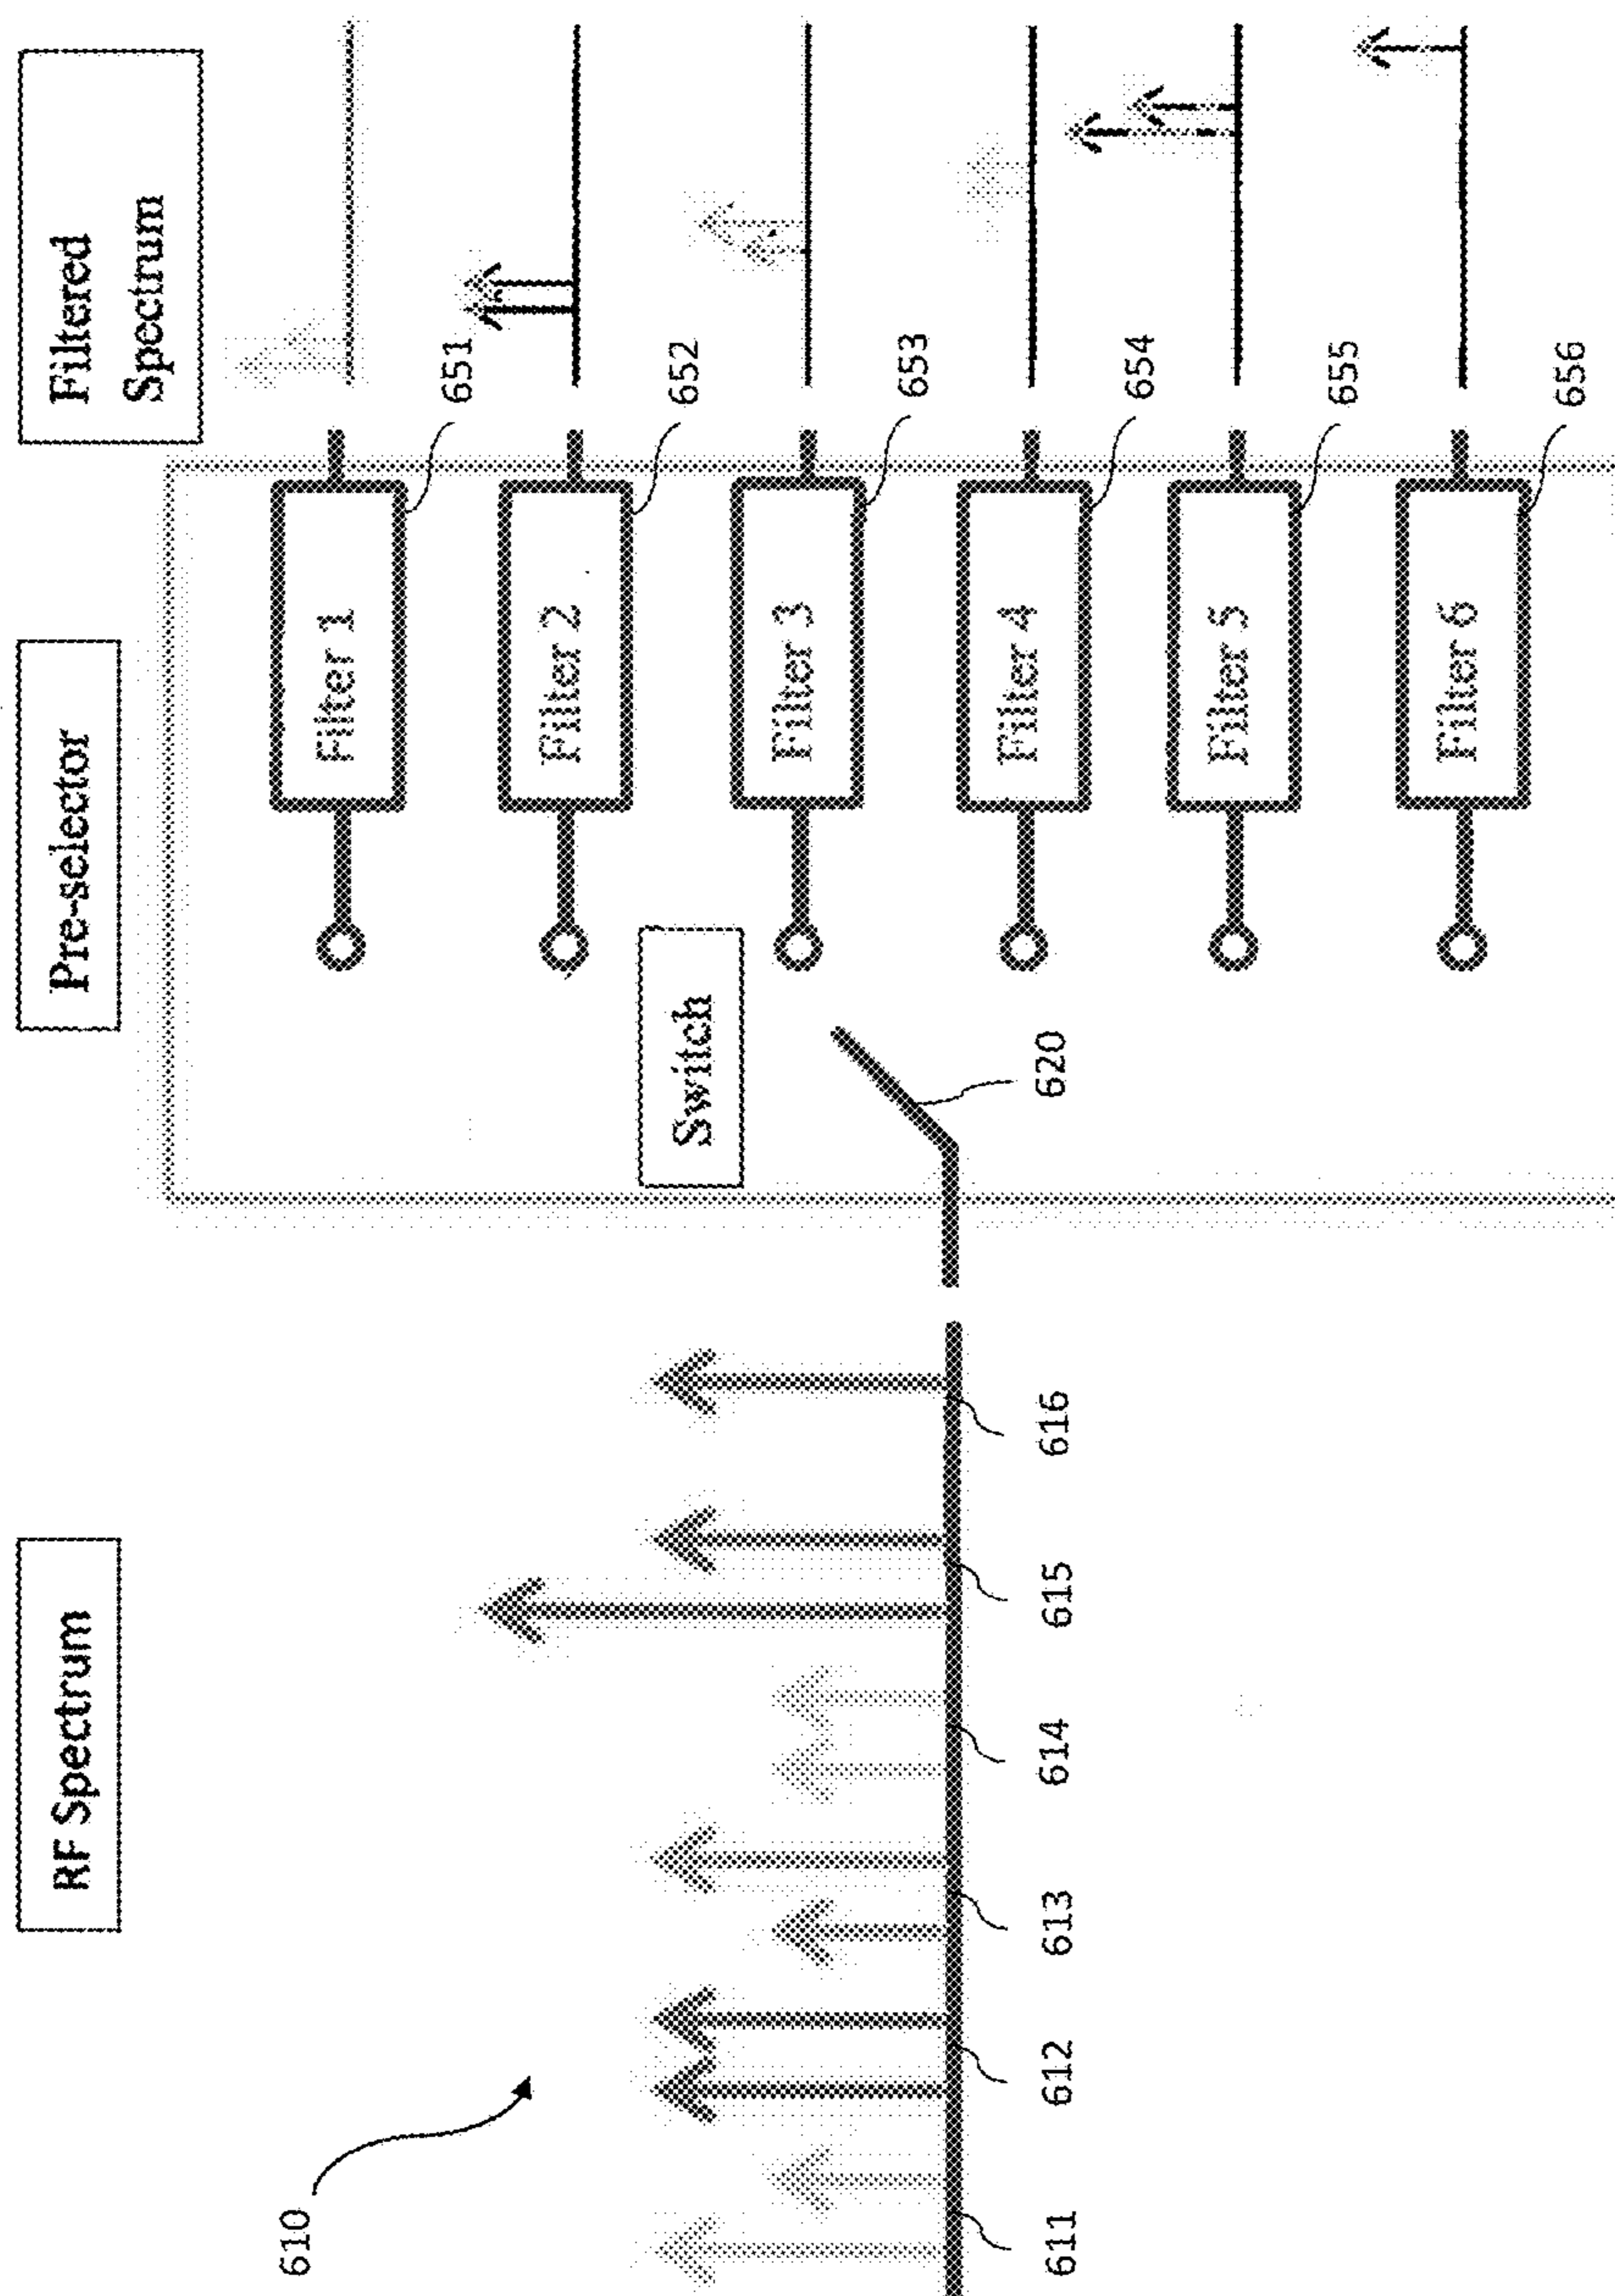 RF Spectrum
Pre-selector
Filtered
Spectrum
610
611
612
613
614
615
616
Switch
620
Filter 1
651
Filter 2
652
Filter 3
653
Filter 4
654
Filter 5
655
Filter 6
656